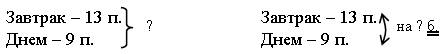 Завтрак – 13 п. ? Завтрак – 13 п. на ? б.
Днем – 9 п. Днем – 9 п.